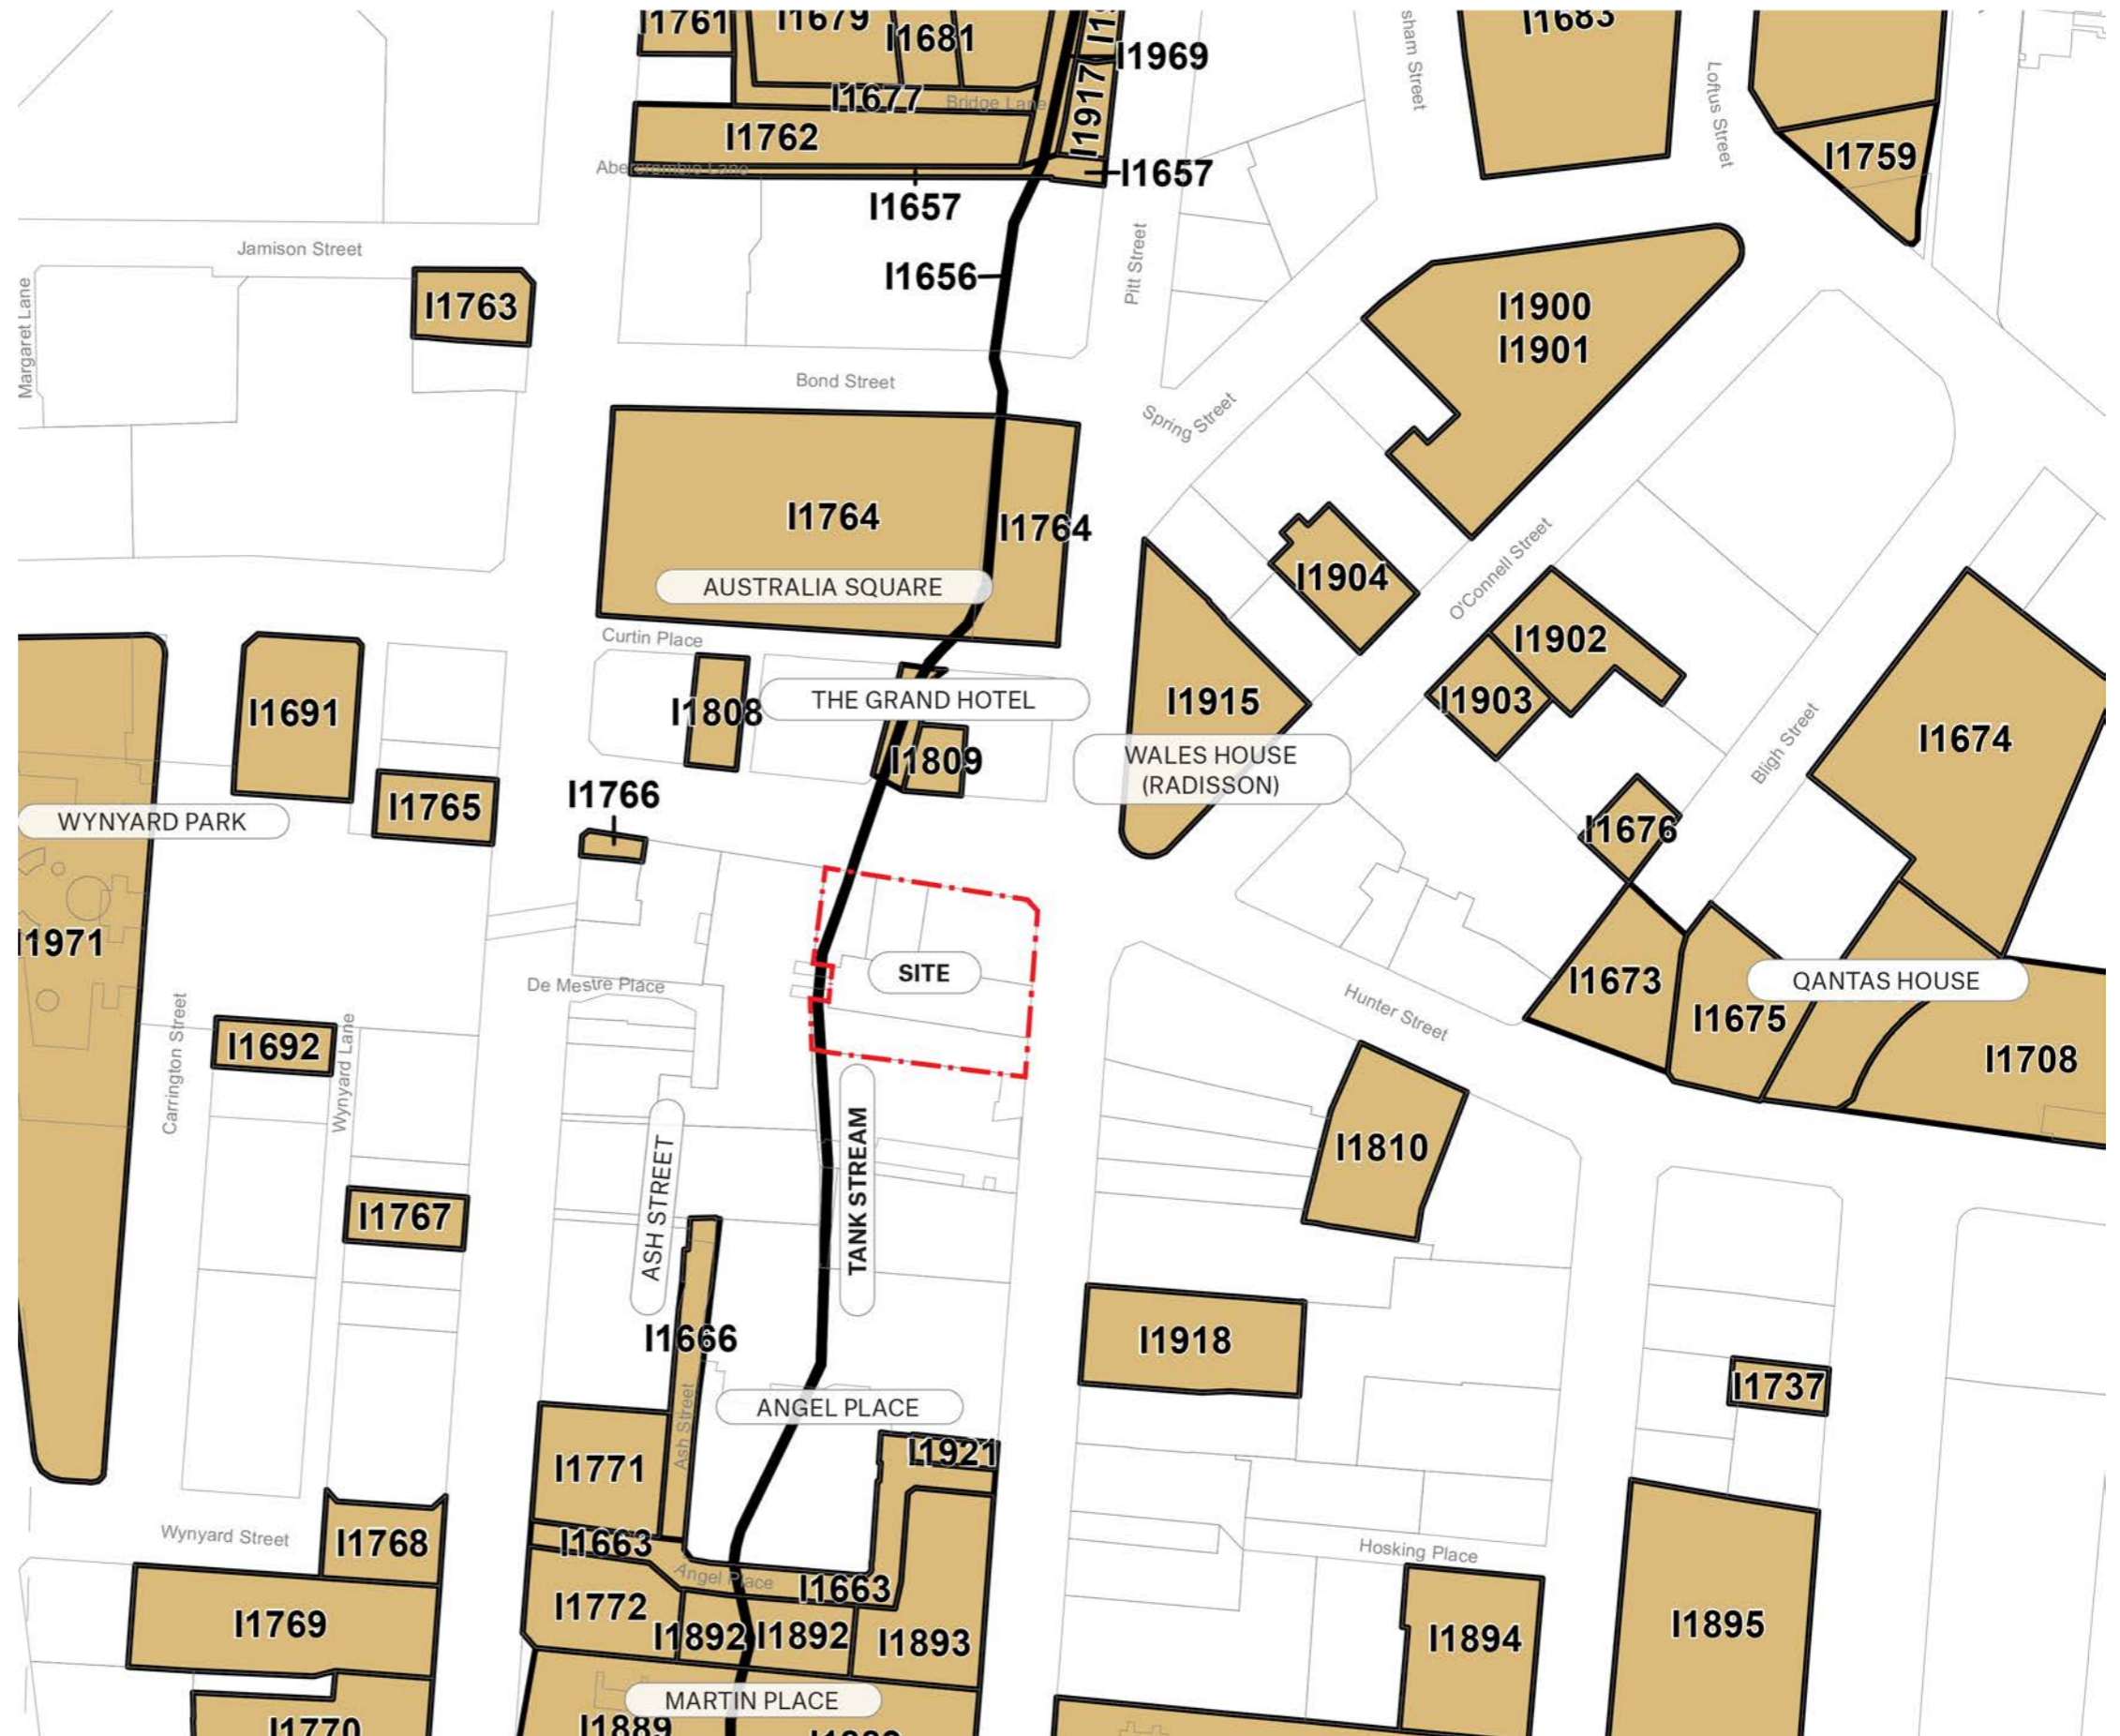 I1761
I1679
I1681
I1969
sham Street
I1683
Loftus Street
I1677
Bridge Lane
I1917
I1762
I1759
Abercrombie Lane
I1657
I1657
Jamison Street
Pitt Street
I1656
Margaret Lane
I1763
I1900
I1901
Bond Street
Spring Street
I1764
I1764
O'Connell Street
AUSTRALIA SQUARE
I1904
Curtin Place
I1902
I1691
I1808
THE GRAND HOTEL
I1915
I1903
I1674
Bligh Street
I1809
WALES HOUSE
(RADISSON)
I1766
I1765
WYNYARD PARK
I1676
I1971
SITE
De Mestre Place
I1673
QANTAS HOUSE
Hunter Street
I1675
I1692
Carrington Street
Wynyard Lane
I1708
ASH STREET
TANK STREAM
I1810
I1767
I1666
I1918
I1737
Ash Street
ANGEL PLACE
I1921
I1771
Wynyard Street
I1768
I1663
Hosking Place
Angel Place
I1663
I1772
I1769
I1892
I1892
I1893
I1894
I1895
MARTIN PLACE
I1770
I1889